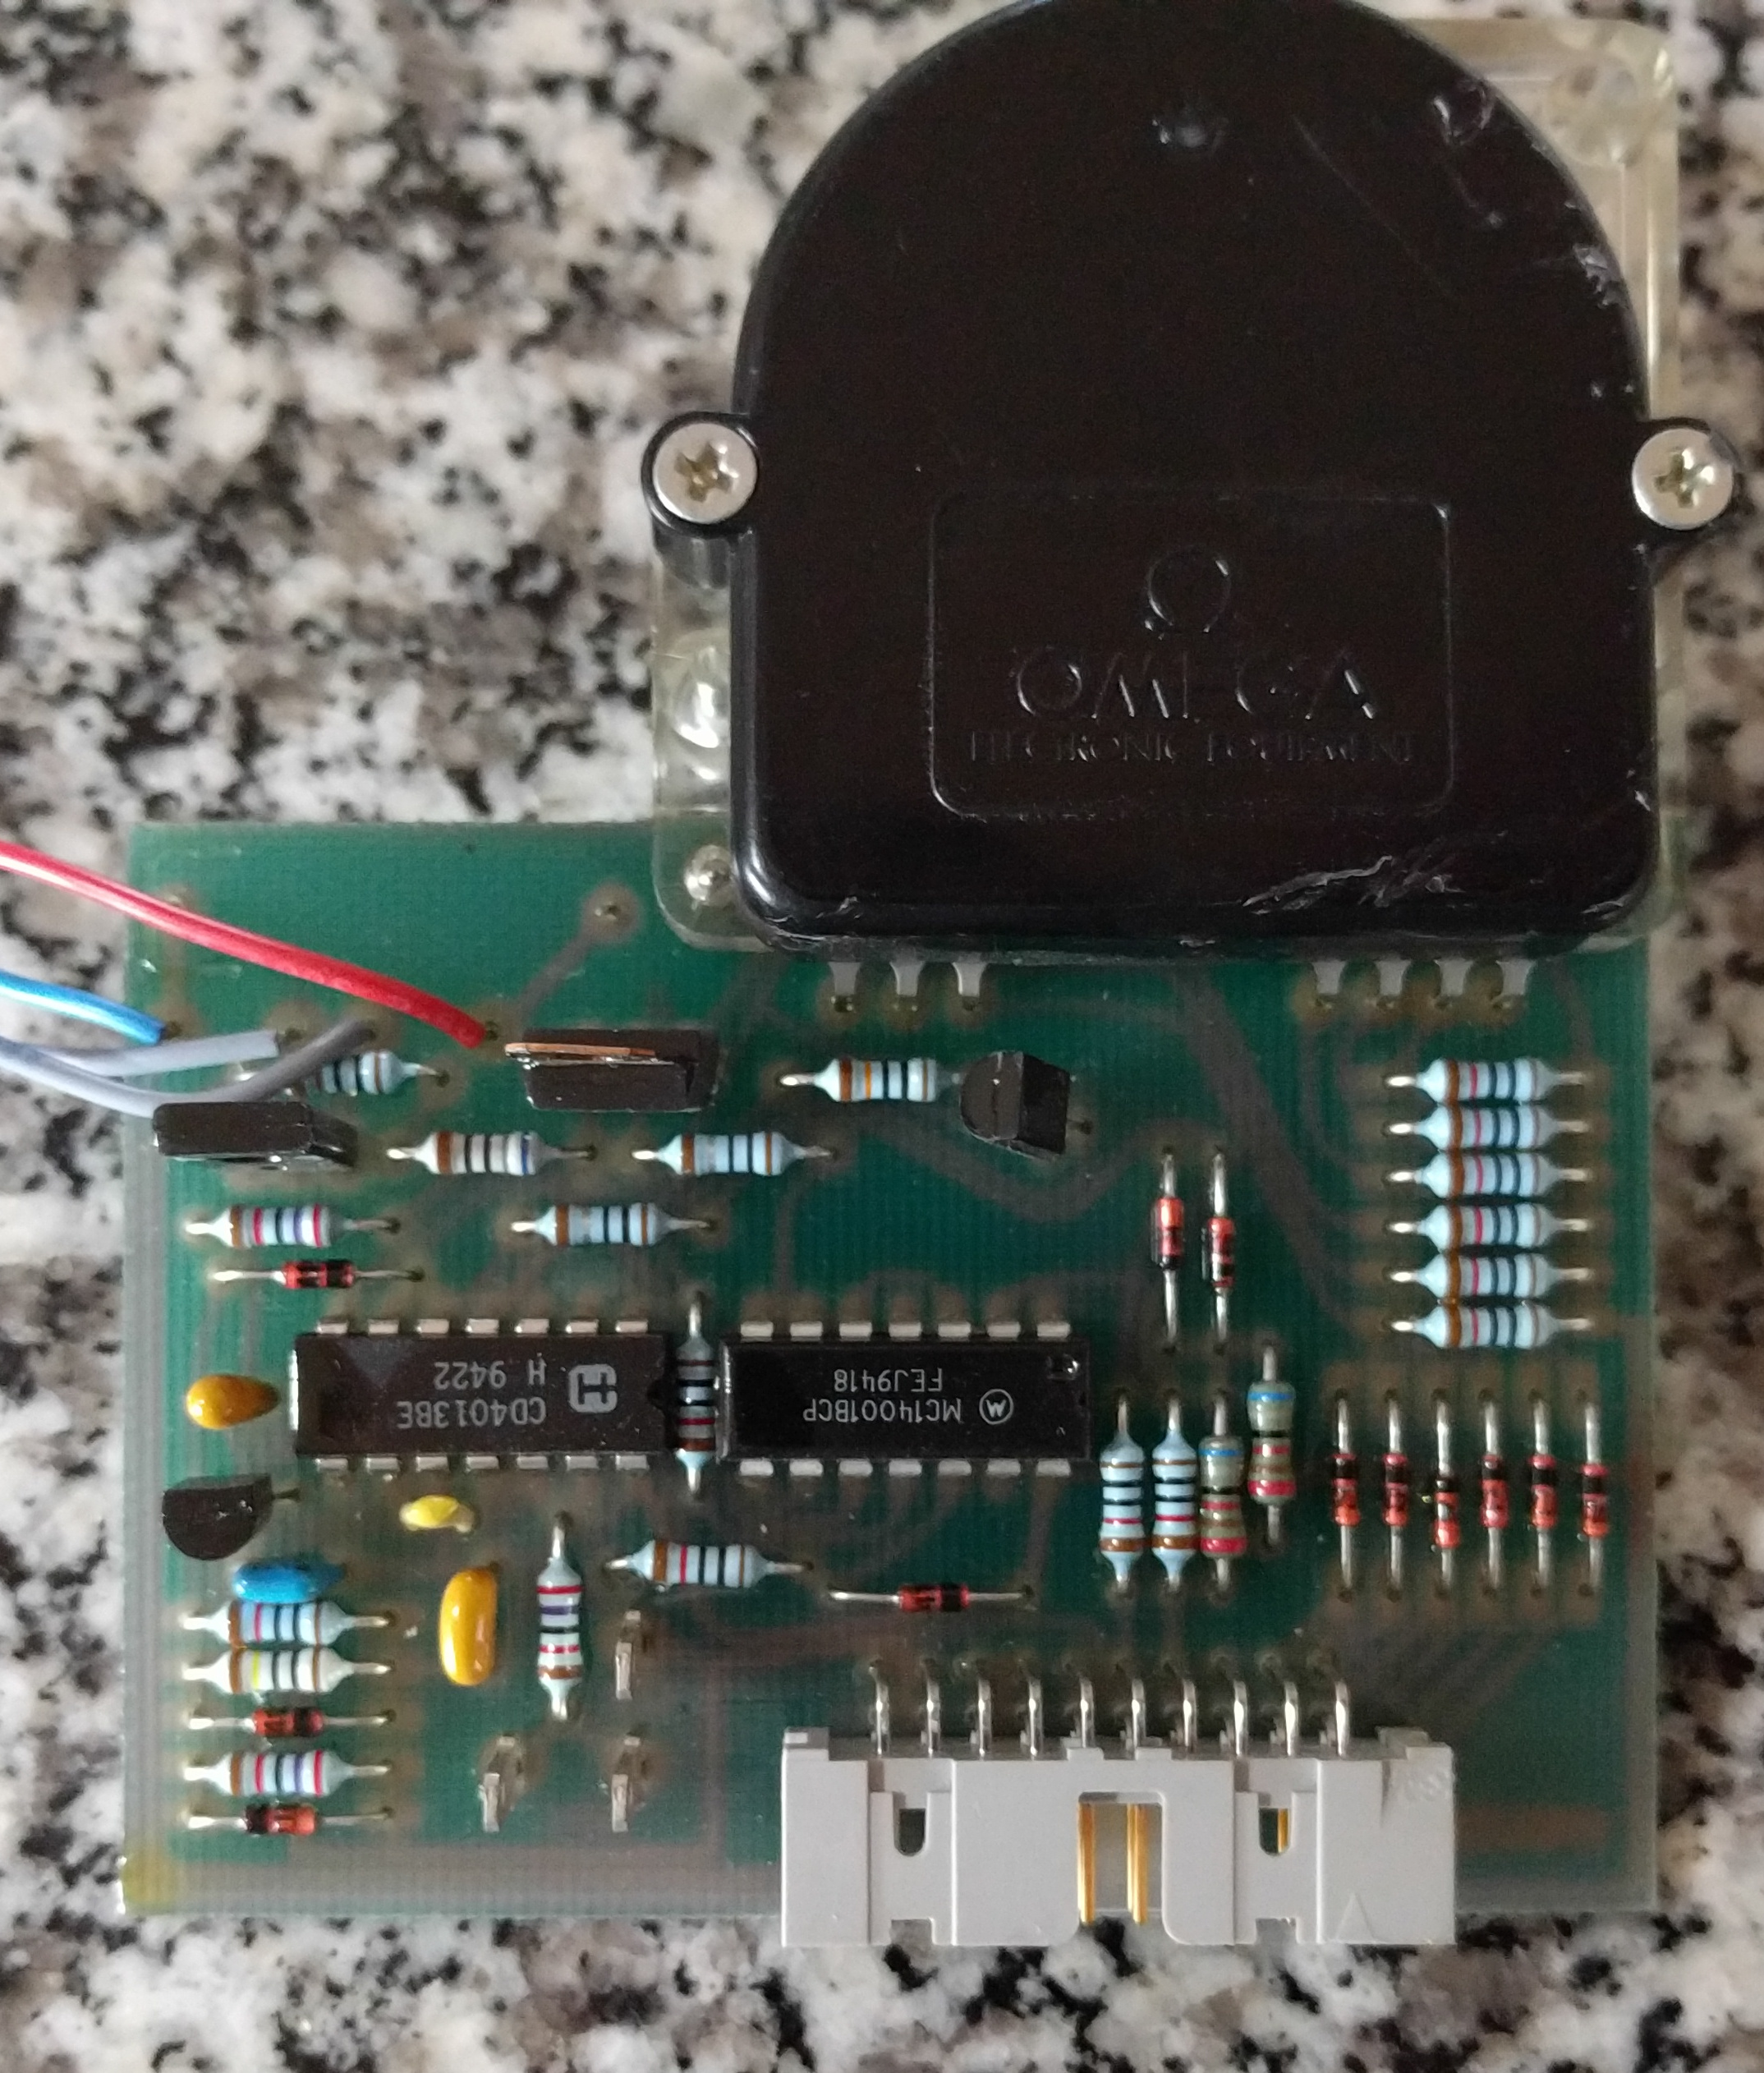 Ω
OMEGA
ELECTRONIC EQUIPMENT
CD4013BE
H 9422
MC14001BCP
FEJ9418